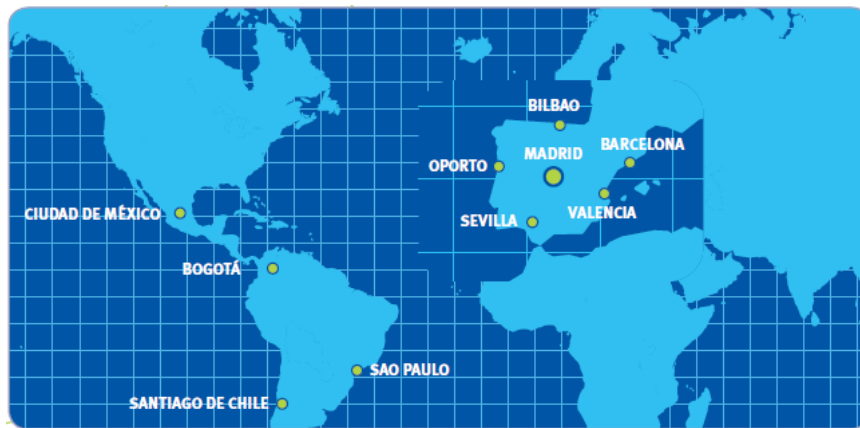 BILBAO
MADRID
BARCELONA
OPORTO
CIUDAD DE MÉXICO
SEVILLA
VALENCIA
BOGOTÁ
SAO PAULO
SANTIAGO DE CHILE